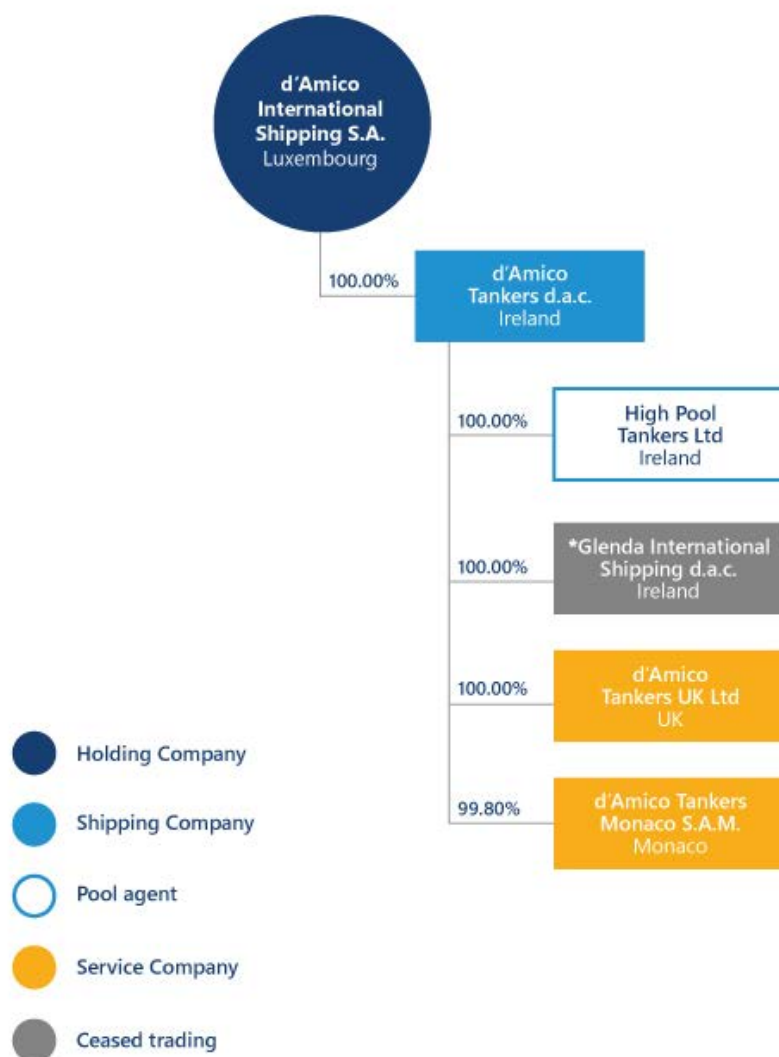 d'Amico
International
Shipping S.A.
Luxembourg
100.00%
d'Amico
Tankers d.a.c.
Ireland
100.00%
High Pool
Tankers Ltd
Ireland
100.00%
*Glenda International
Shipping d.a.c.
Ireland
100.00%
d'Amico
Tankers UK Ltd
UK
99.80%
d'Amico Tankers
Monaco S.A.M.
Monaco
Holding Company
Shipping Company
Pool agent
Service Company
Ceased trading